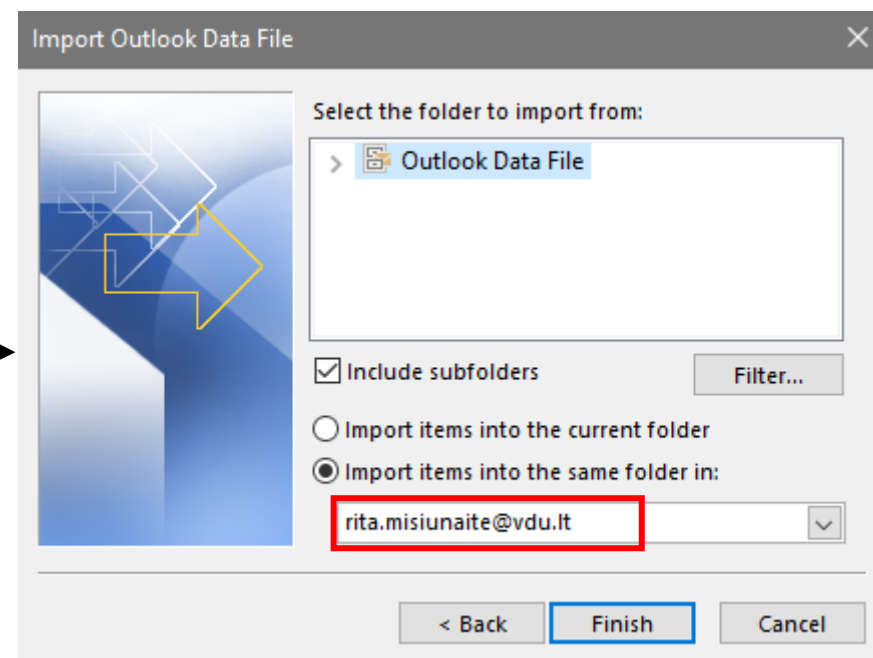 Import Outlook Data File
Select the folder to import from:
Outlook Data File
Include subfolders
Filter...
Import items into the current folder
Import items into the same folder in:
rita.misiunaite@vdu.lt
< Back
Finish
Cancel